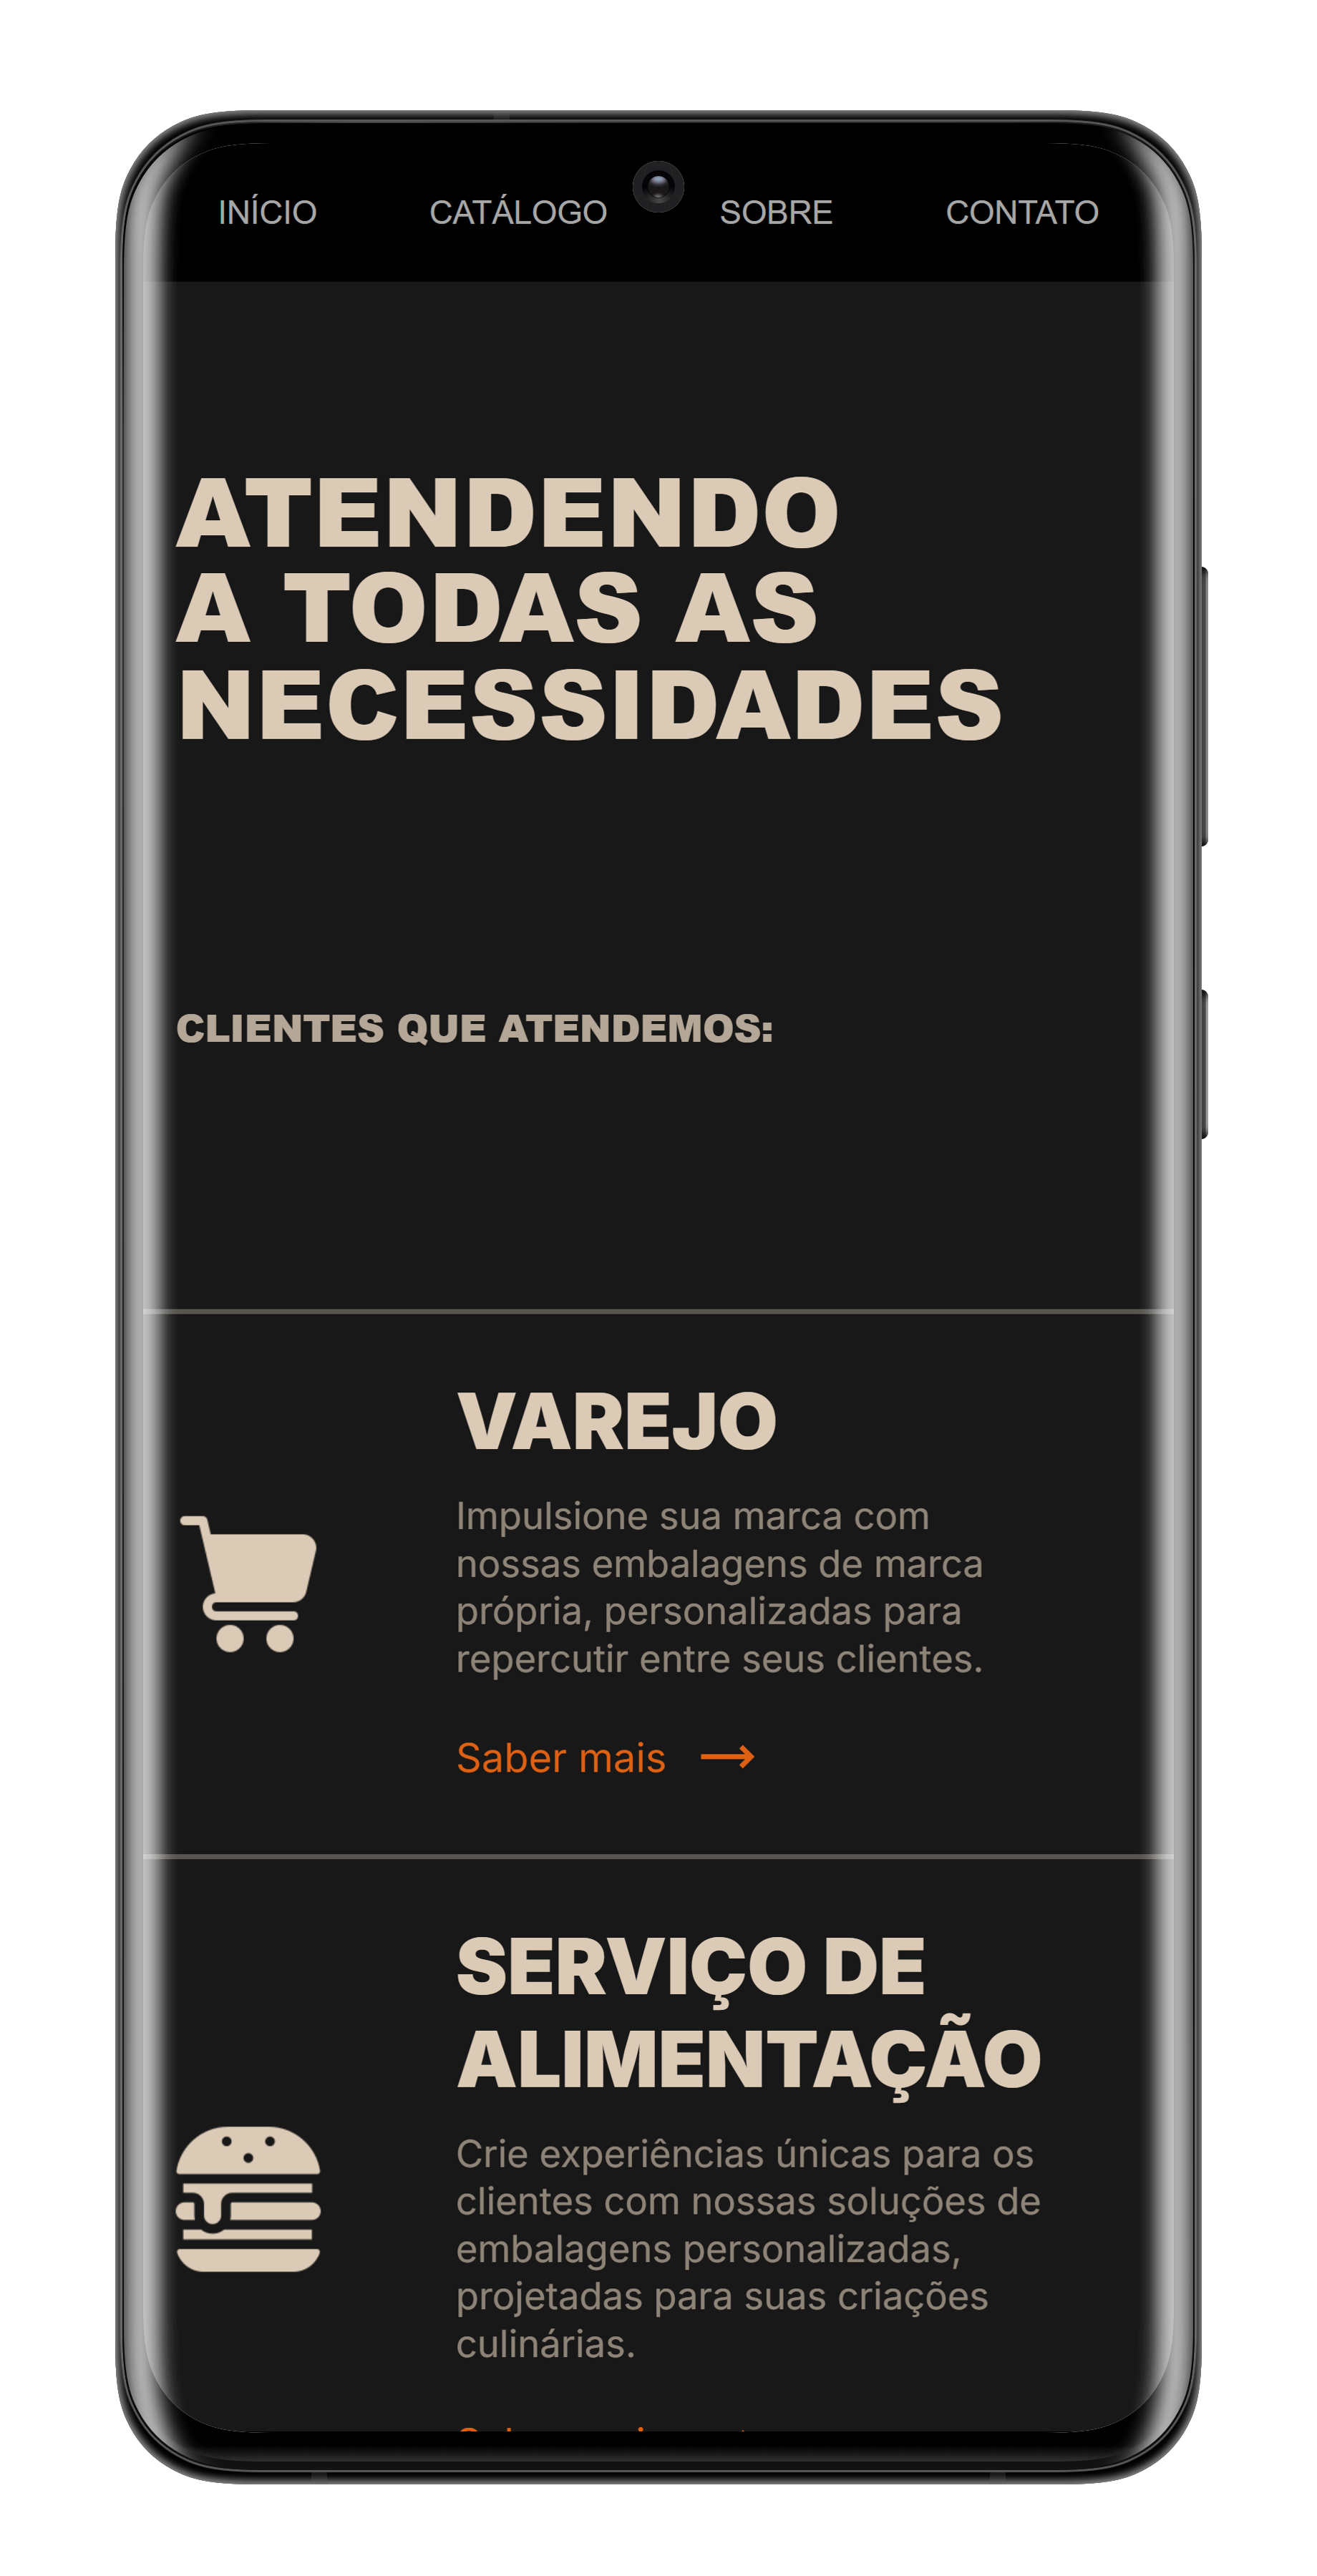 INÍCIO CATÁLOGO SOBRE CONTATO
ATENDENDO
A TODAS AS
NECESSIDADES
CLIENTES QUE ATENDEMOS:
VAREJO
Impulsione sua marca com
nossas embalagens de marca
própria, personalizadas para
repercutir entre seus clientes.
Saber mais →
SERVIÇO DE
ALIMENTAÇÃO
Crie experiências únicas para os
clientes com nossas soluções de
embalagens personalizadas,
projetadas para suas criações
culinárias.